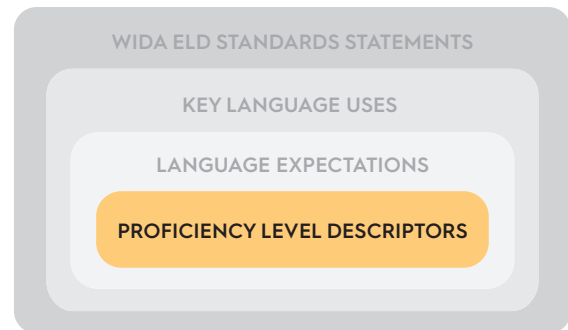 WIDA ELD STANDARDS STATEMENTS
KEY LANGUAGE USES
LANGUAGE EXPECTATIONS
PROFICIENCY LEVEL DESCRIPTORS